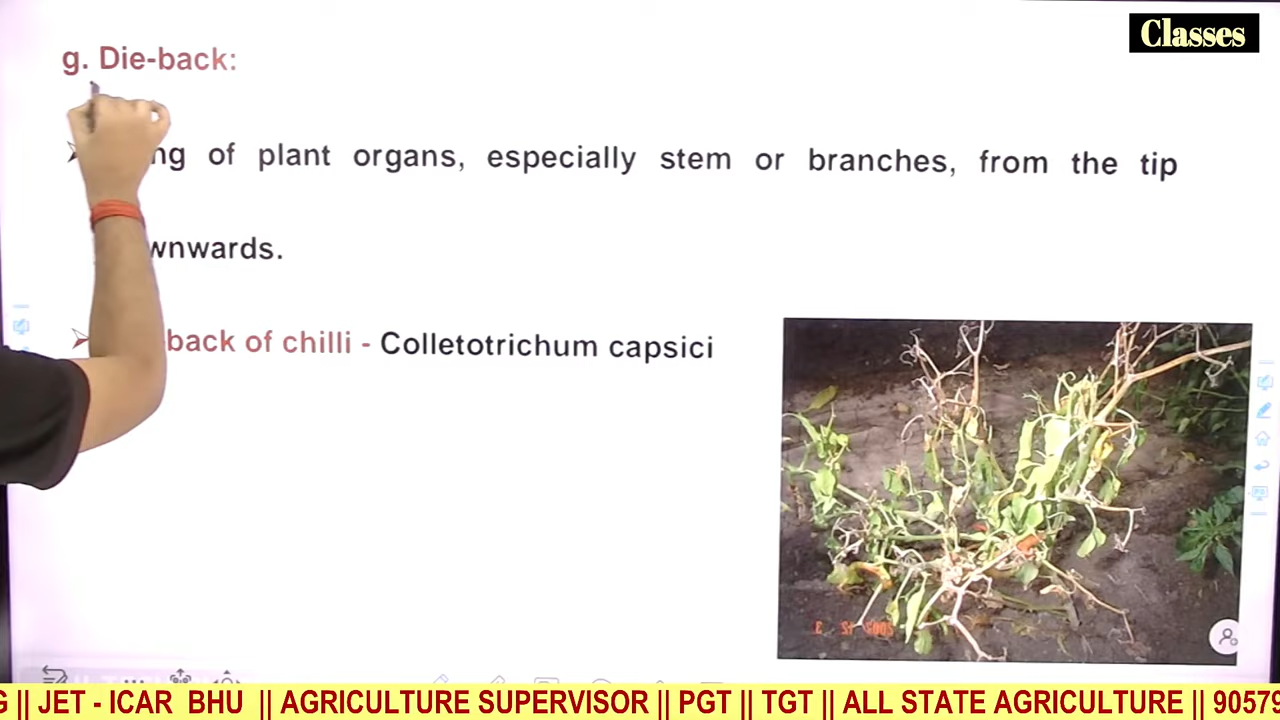 Classes
g. Die-back:
ng of plant organs, especially stem or branches, from the tip
wnwards.
back of chilli - Colletotrichum capsici
G || JET - ICAR BHU || AGRICULTURE SUPERVISOR || PGT || TGT || ALL STATE AGRICULTURE || 90579